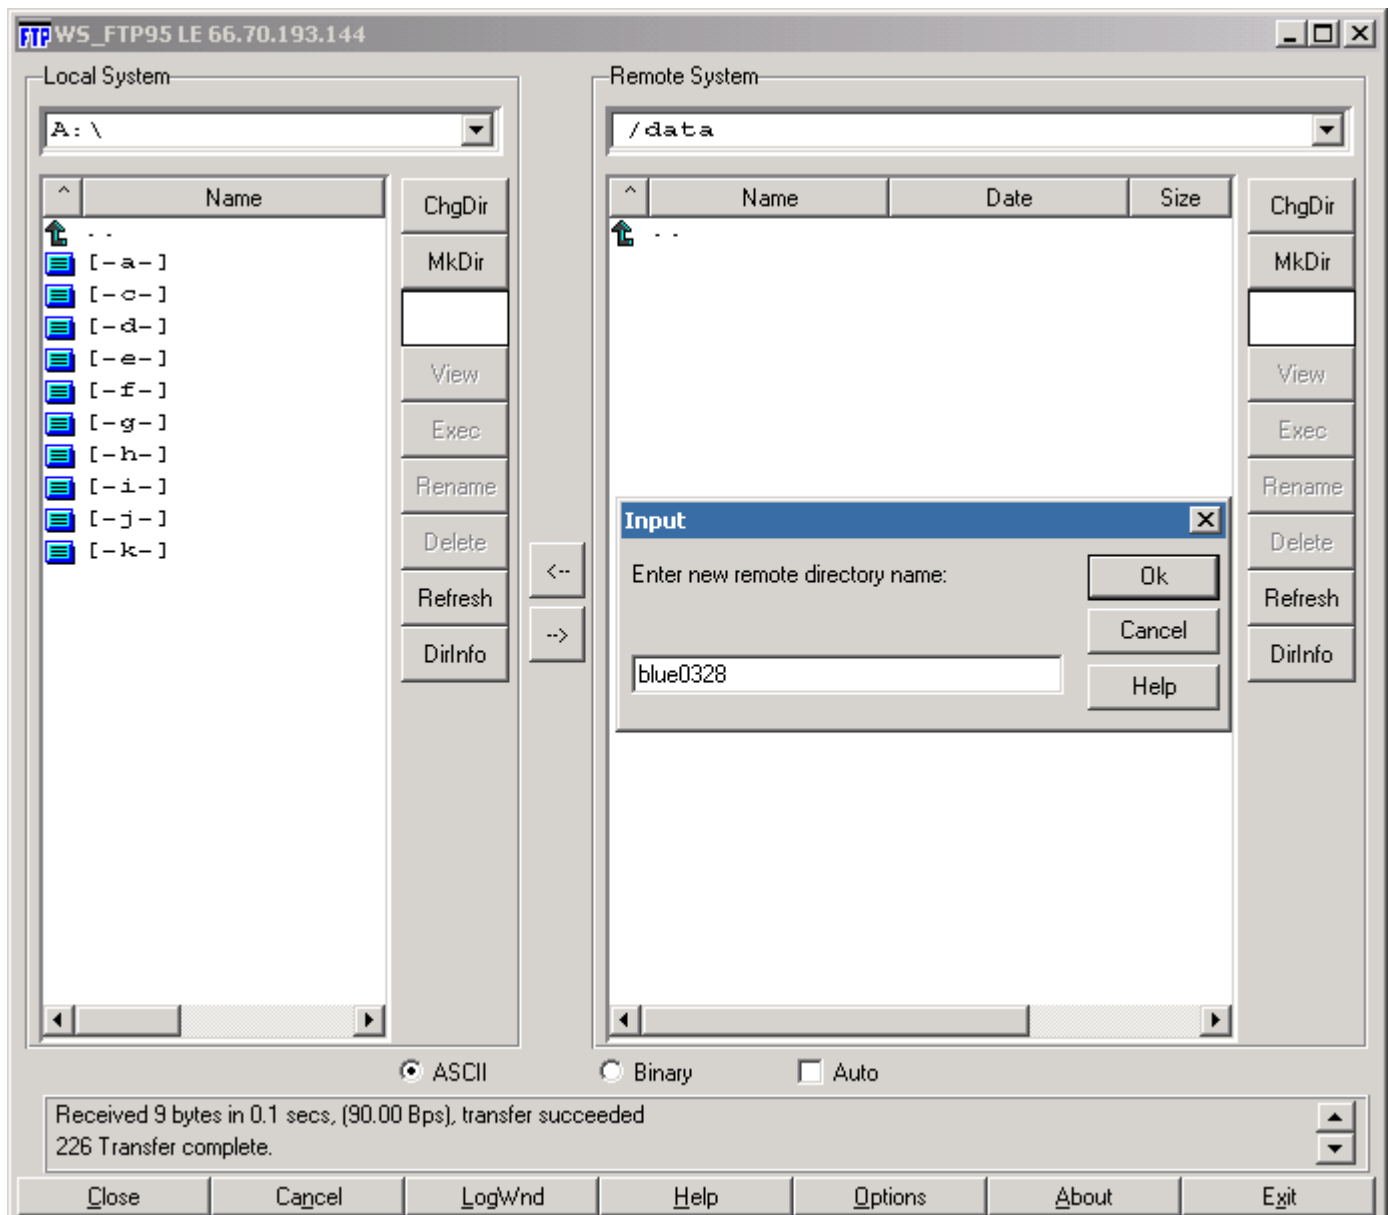 FTP WS_FTP95 LE 66.70.193.144
Local System
A:\
^ Name
..
[-a-]
[-c-]
[-d-]
[-e-]
[-f-]
[-g-]
[-h-]
[-i-]
[-j-]
[-k-]
ChgDir
MkDir
View
Exec
Rename
Delete
Refresh
DirInfo
<--
-->
Remote System
/data
^ Name Date Size
..
ChgDir
MkDir
View
Exec
Rename
Delete
Refresh
DirInfo
Input
Enter new remote directory name:
blue0328
Ok
Cancel
Help
ASCII Binary Auto
Received 9 bytes in 0.1 secs, (90.00 Bps), transfer succeeded
226 Transfer complete.
Close Cancel LogWnd Help Options About Exit